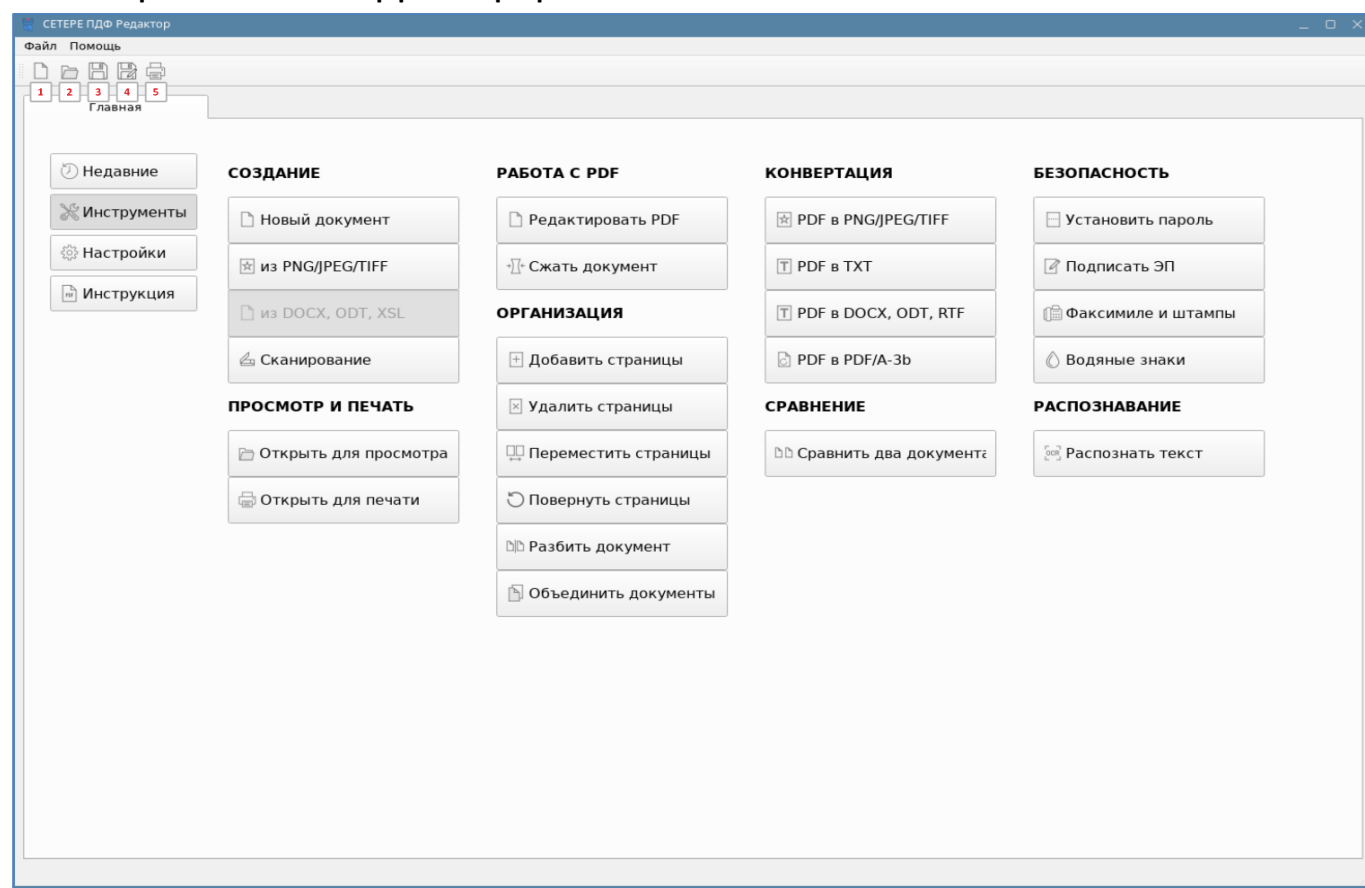 СЕТЕРЕ ПДФ Редактор
Файл Помощь
1 2 3 4 5
Главная
Недавние
Инструменты
Настройки
Инструкция
СОЗДАНИЕ
Новый документ
из PNG/JPEG/TIFF
из DOCX, ODT, XSL
Сканирование
ПРОСМОТР И ПЕЧАТЬ
Открыть для просмотра
Открыть для печати
РАБОТА С PDF
Редактировать PDF
Сжать документ
ОРГАНИЗАЦИЯ
Добавить страницы
Удалить страницы
Переместить страницы
Повернуть страницы
Разбить документ
Объединить документы
КОНВЕРТАЦИЯ
PDF в PNG/JPEG/TIFF
PDF в TXT
PDF в DOCX, ODT, RTF
PDF в PDF/A-3b
СРАВНЕНИЕ
Сравнить два документа
БЕЗОПАСНОСТЬ
Установить пароль
Подписать ЭП
Факсимиле и штампы
Водяные знаки
РАСПОЗНАВАНИЕ
Распознать текст